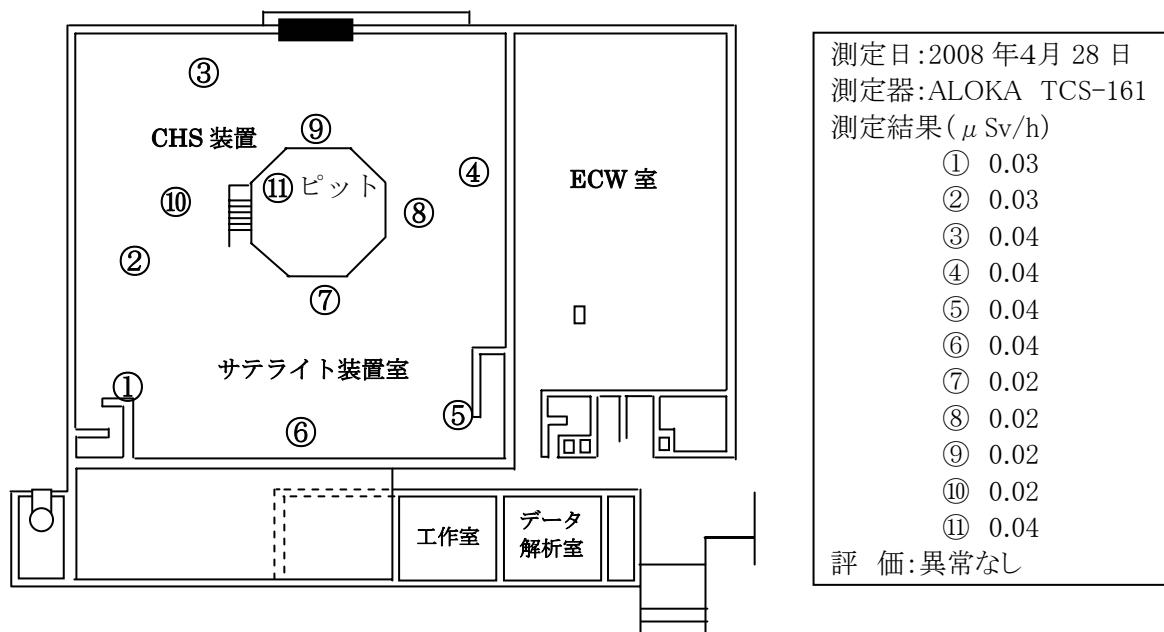 ③
CHS 装置
⑨
④
⑪ ピット
ECW 室
⑩
⑧
②
⑦
サテライト装置室
①
⑤
⑥
工作室
データ
解析室
測定日:2008 年4月 28 日
測定器:ALOKA TCS-161
測定結果(μSv/h)
① 0.03
② 0.03
③ 0.04
④ 0.04
⑤ 0.04
⑥ 0.04
⑦ 0.02
⑧ 0.02
⑨ 0.02
⑩ 0.02
⑪ 0.04
評 価:異常なし